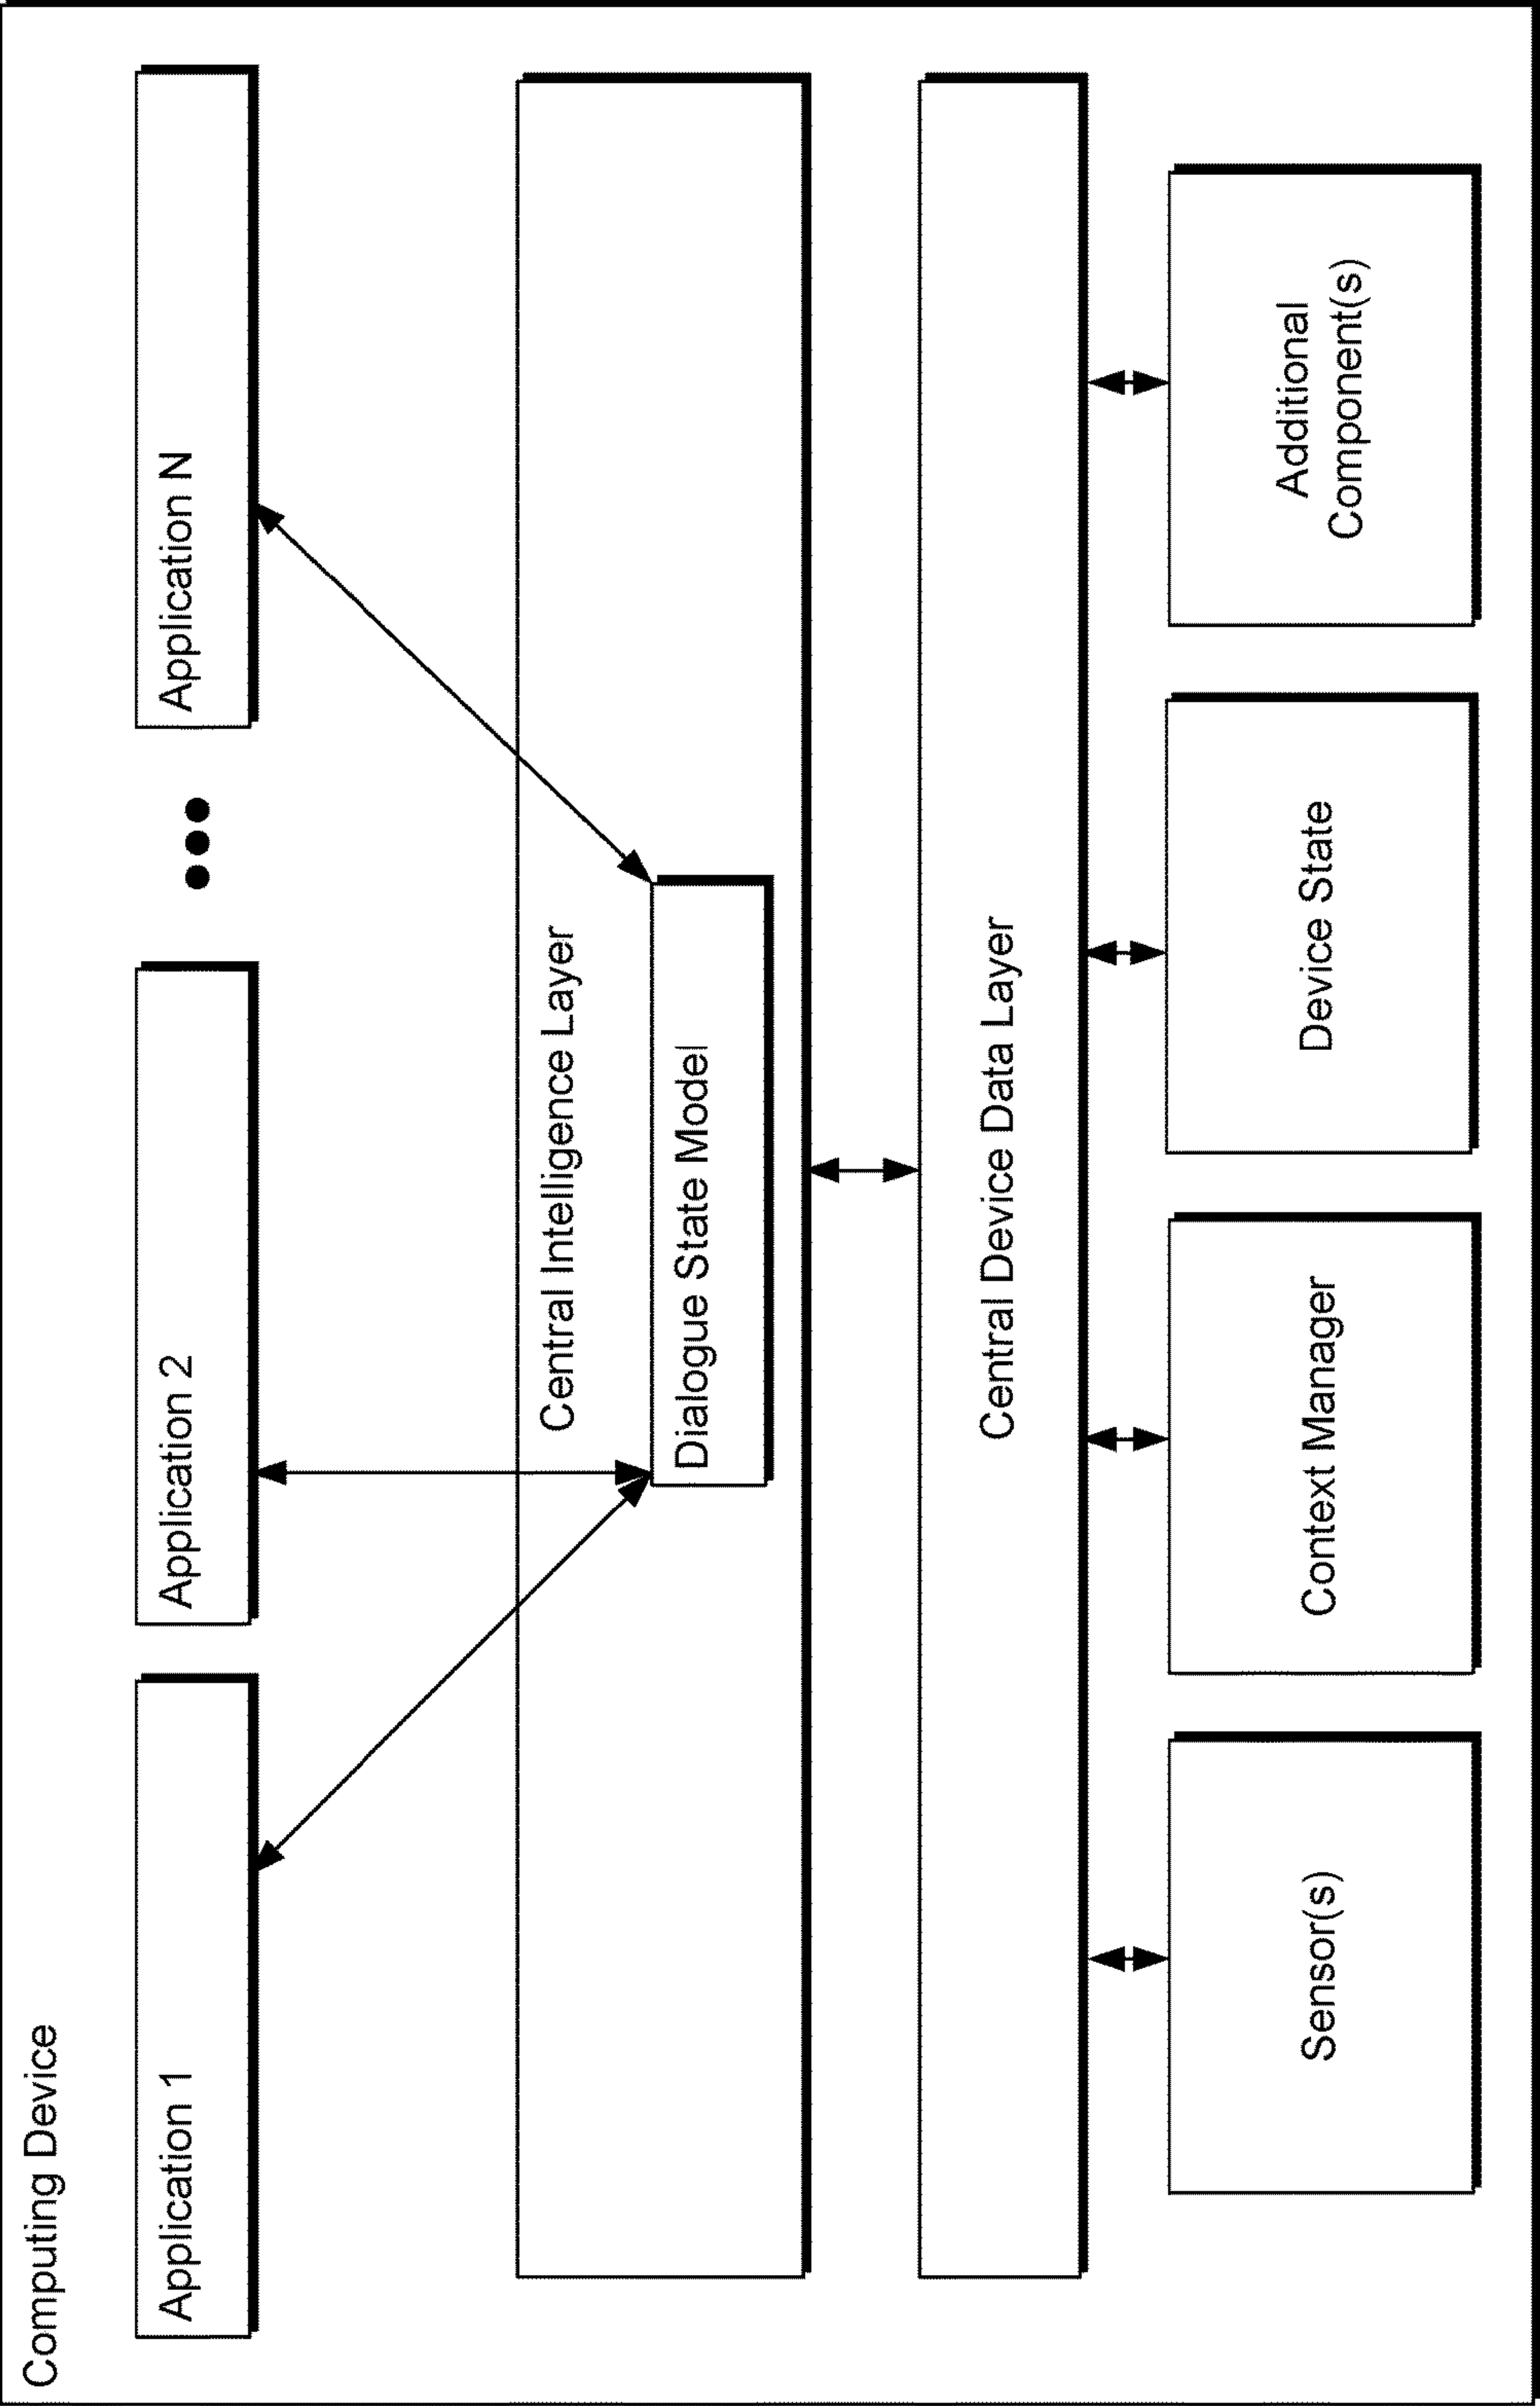 Computing Device
Application 1
Application 2
Application N
Central Intelligence Layer
Dialogue State Model
Central Device Data Layer
Sensor(s)
Context Manager
Device State
Additional
Component(s)